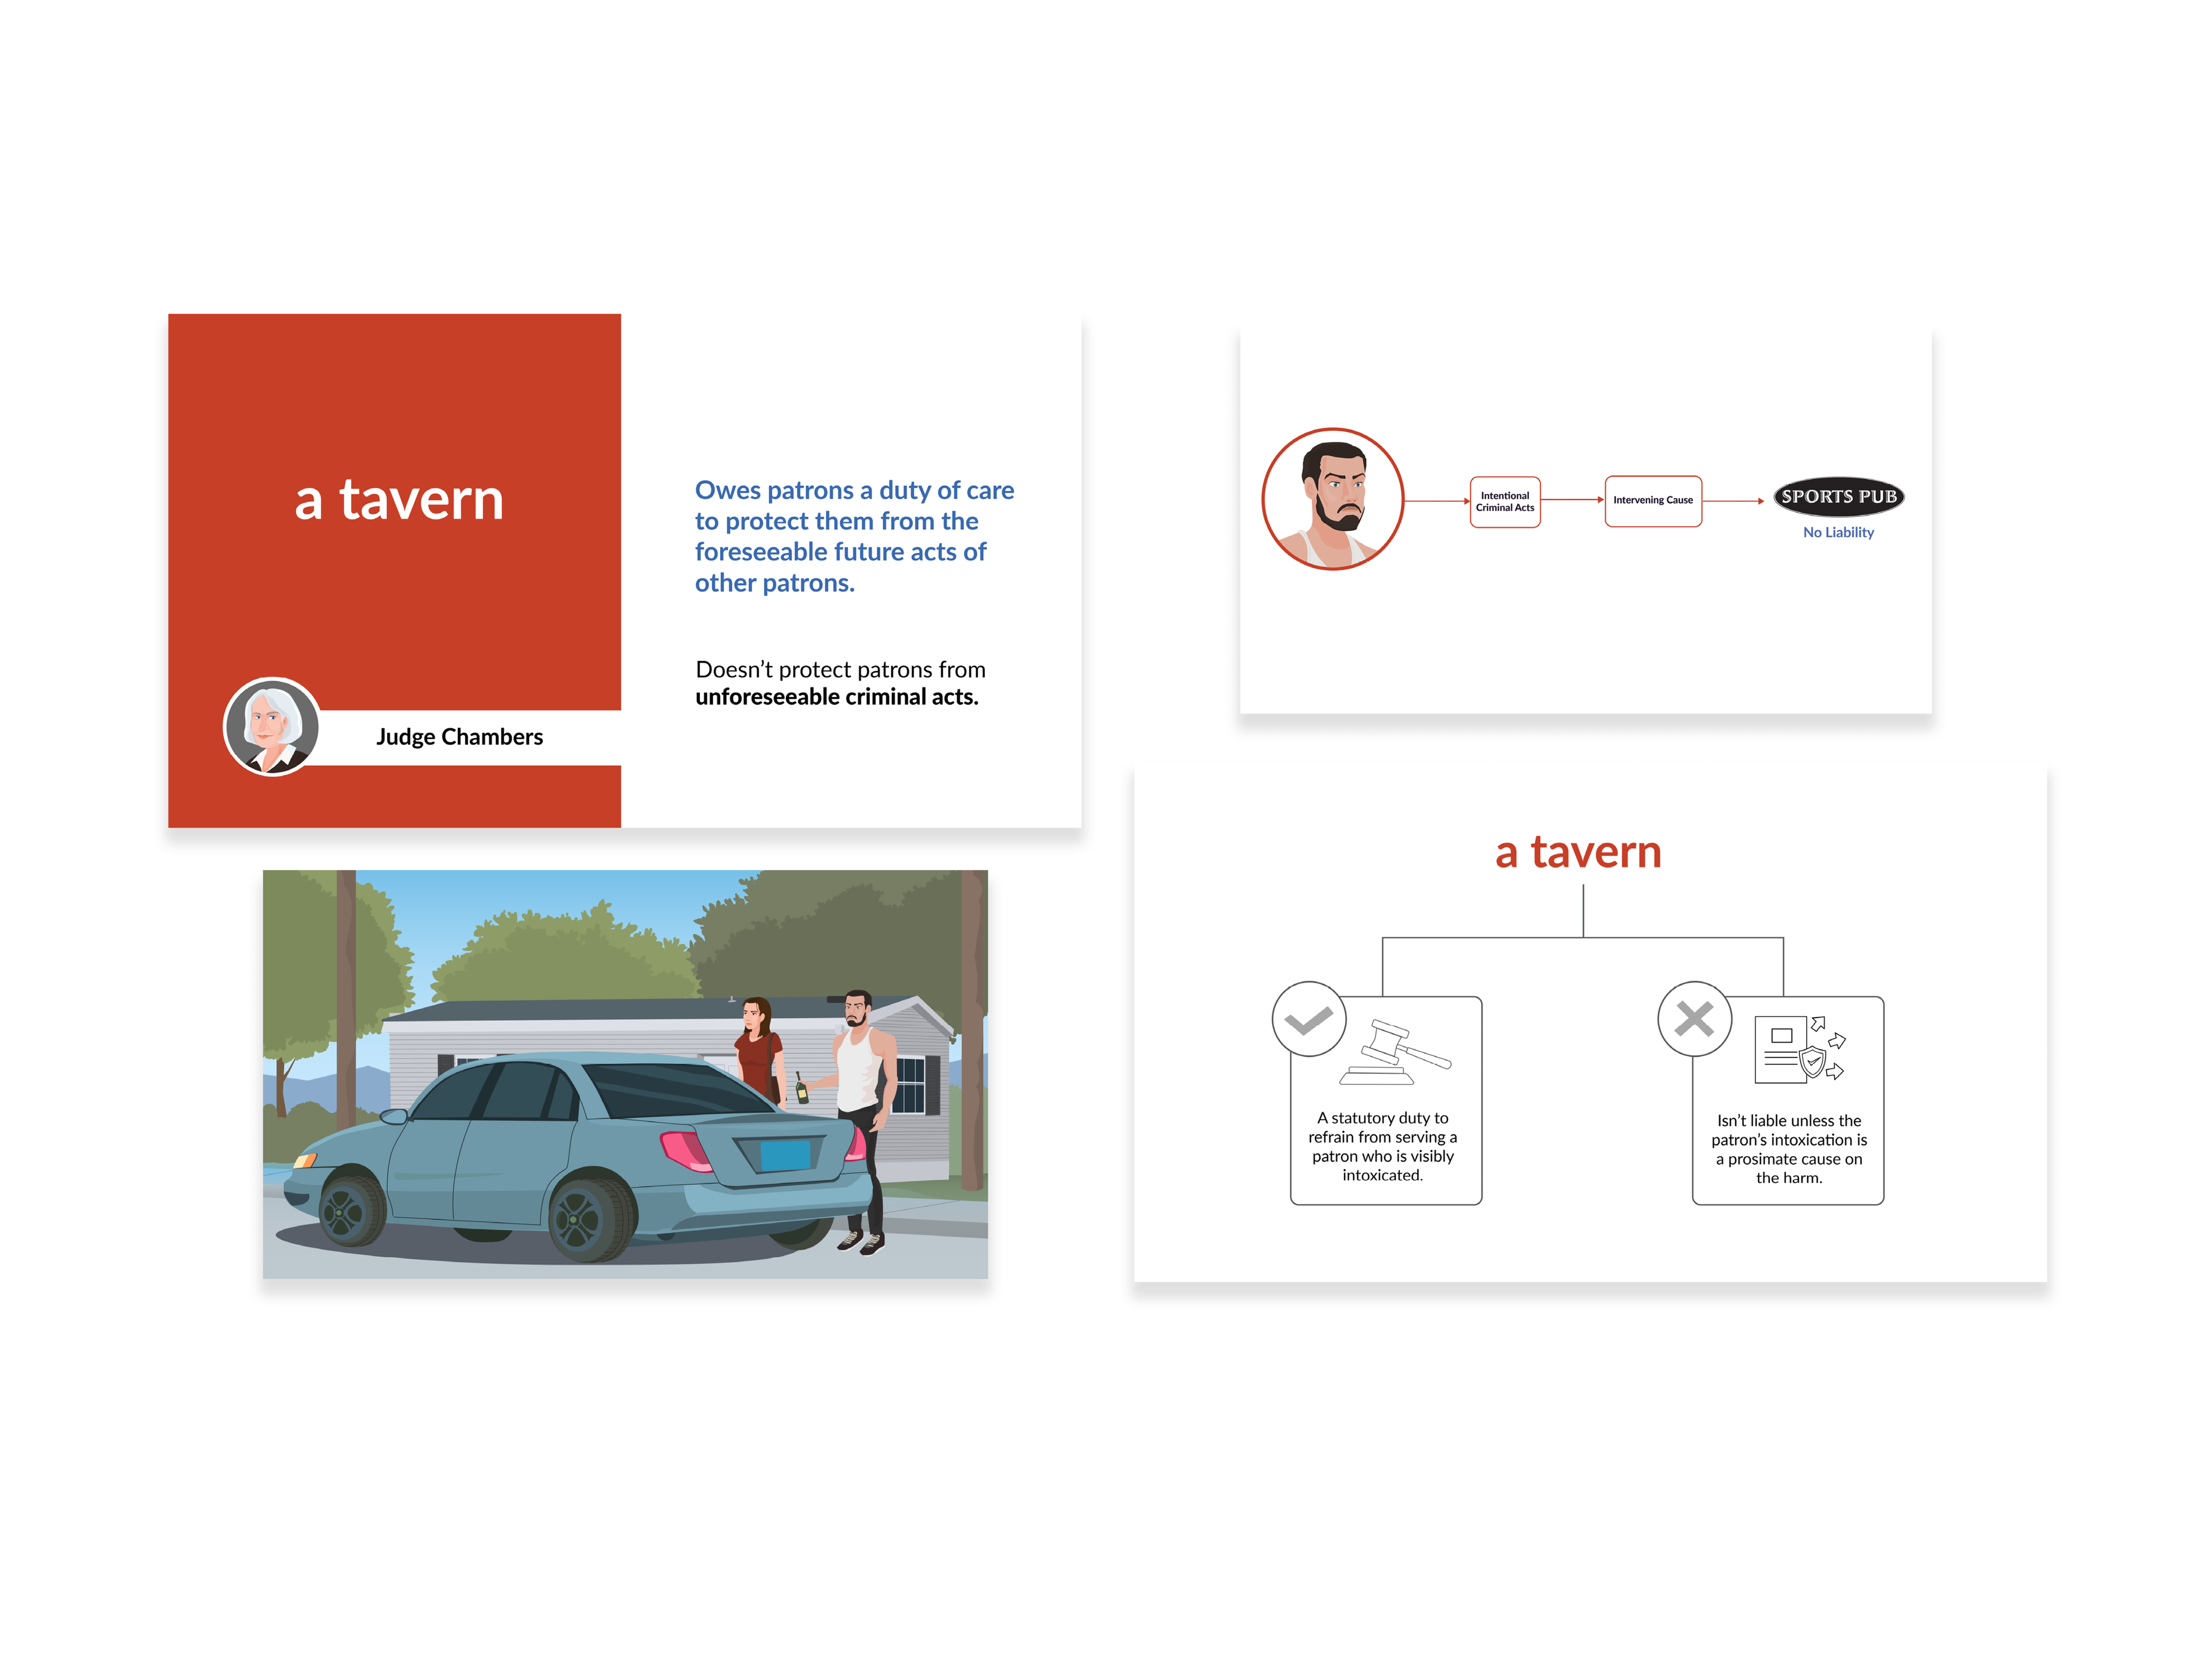 a tavern
Judge Chambers
Owes patrons a duty of care
to protect them from the
foreseeable future acts of
other patrons.
Doesn’t protect patrons from
unforeseeable criminal acts.
Intentional
Criminal Acts
Intervening Cause
SPORTS PUB
No Liability
a tavern
A statutory duty to
refrain from serving a
patron who is visibly
intoxicated.
Isn’t liable unless the
patron’s intoxication is
a prosimate cause on
the harm.